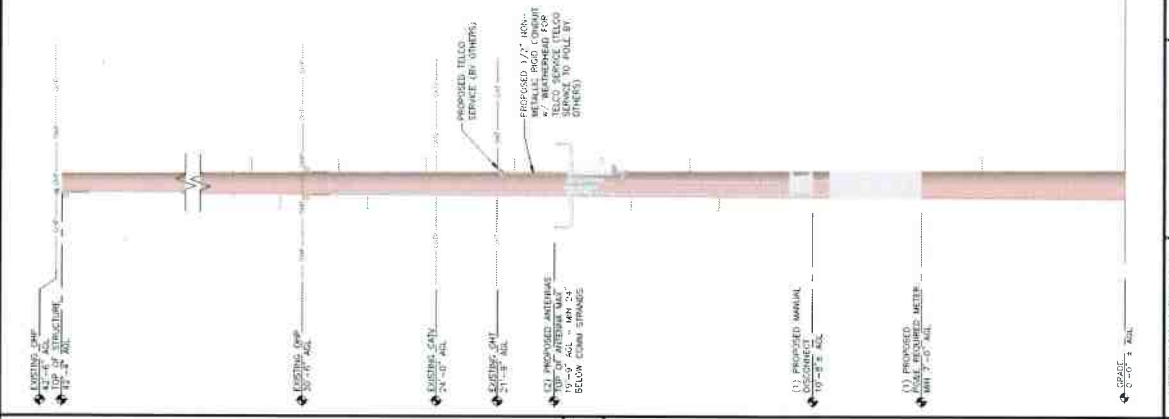 EXISTING OHP
42'-6" AGL
TOP OF STRUCTURE
AGL
EXISTING OHP
30'-6" AGL
EXISTING CATV
24'-0" AGL
EXISTING OHT
21'-9" AGL
(2) PROPOSED ANTENNAS
TOP OF ANTENNA MAX
19'-9" AGL - MIN 24"
BELOW COMM STRANDS
(1) PROPOSED MANUAL
DISCONNECT
10'-8"± AGL
(1) PROPOSED
PG&E REQUIRED METER
MIN 7'-0" AGL
GRADE
0'-0" ± AGL
PROPOSED TELCO
SERVICE (BY OTHERS)
PROPOSED 1/2" NON-
METALLIC RIGID CONDUIT
W/ WEATHERHEAD FOR
TELCO SERVICE (TELCO
SERVICE TO POLE BY
OTHERS)